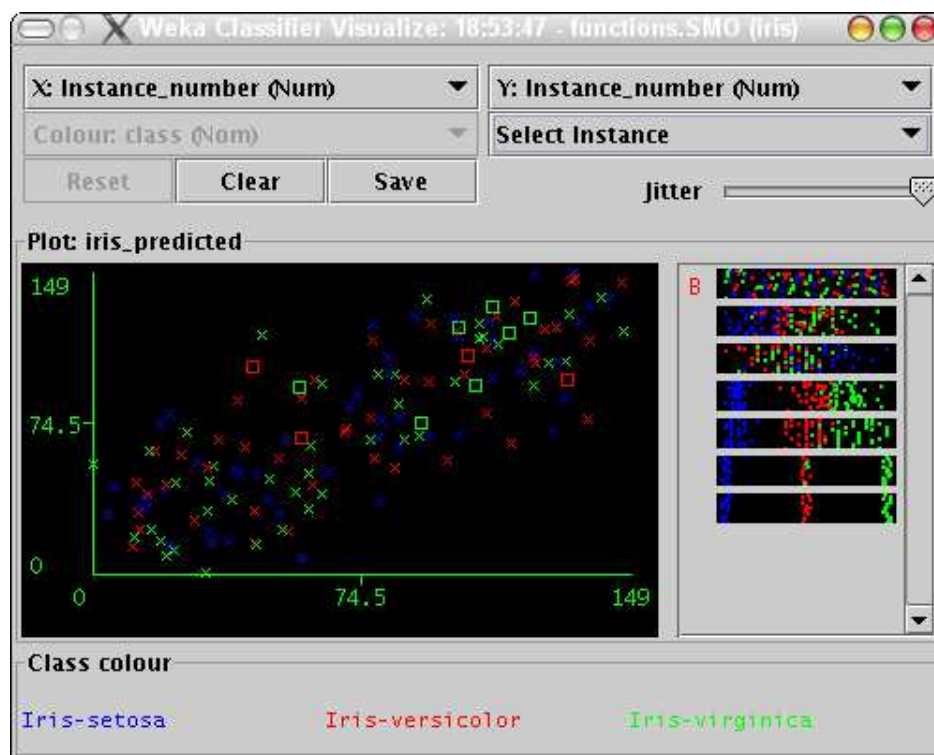 Weka Classifier Visualize: 18:53:47 - functions.SMO (iris)
X: Instance_number (Num)
Y: Instance_number (Num)
Colour: class (Nom)
Select Instance
Reset
Clear
Save
Jitter
Plot: iris_predicted
149
74.5
0
0
74.5
149
B
Class colour
Iris-setosa
Iris-versicolor
Iris-virginica